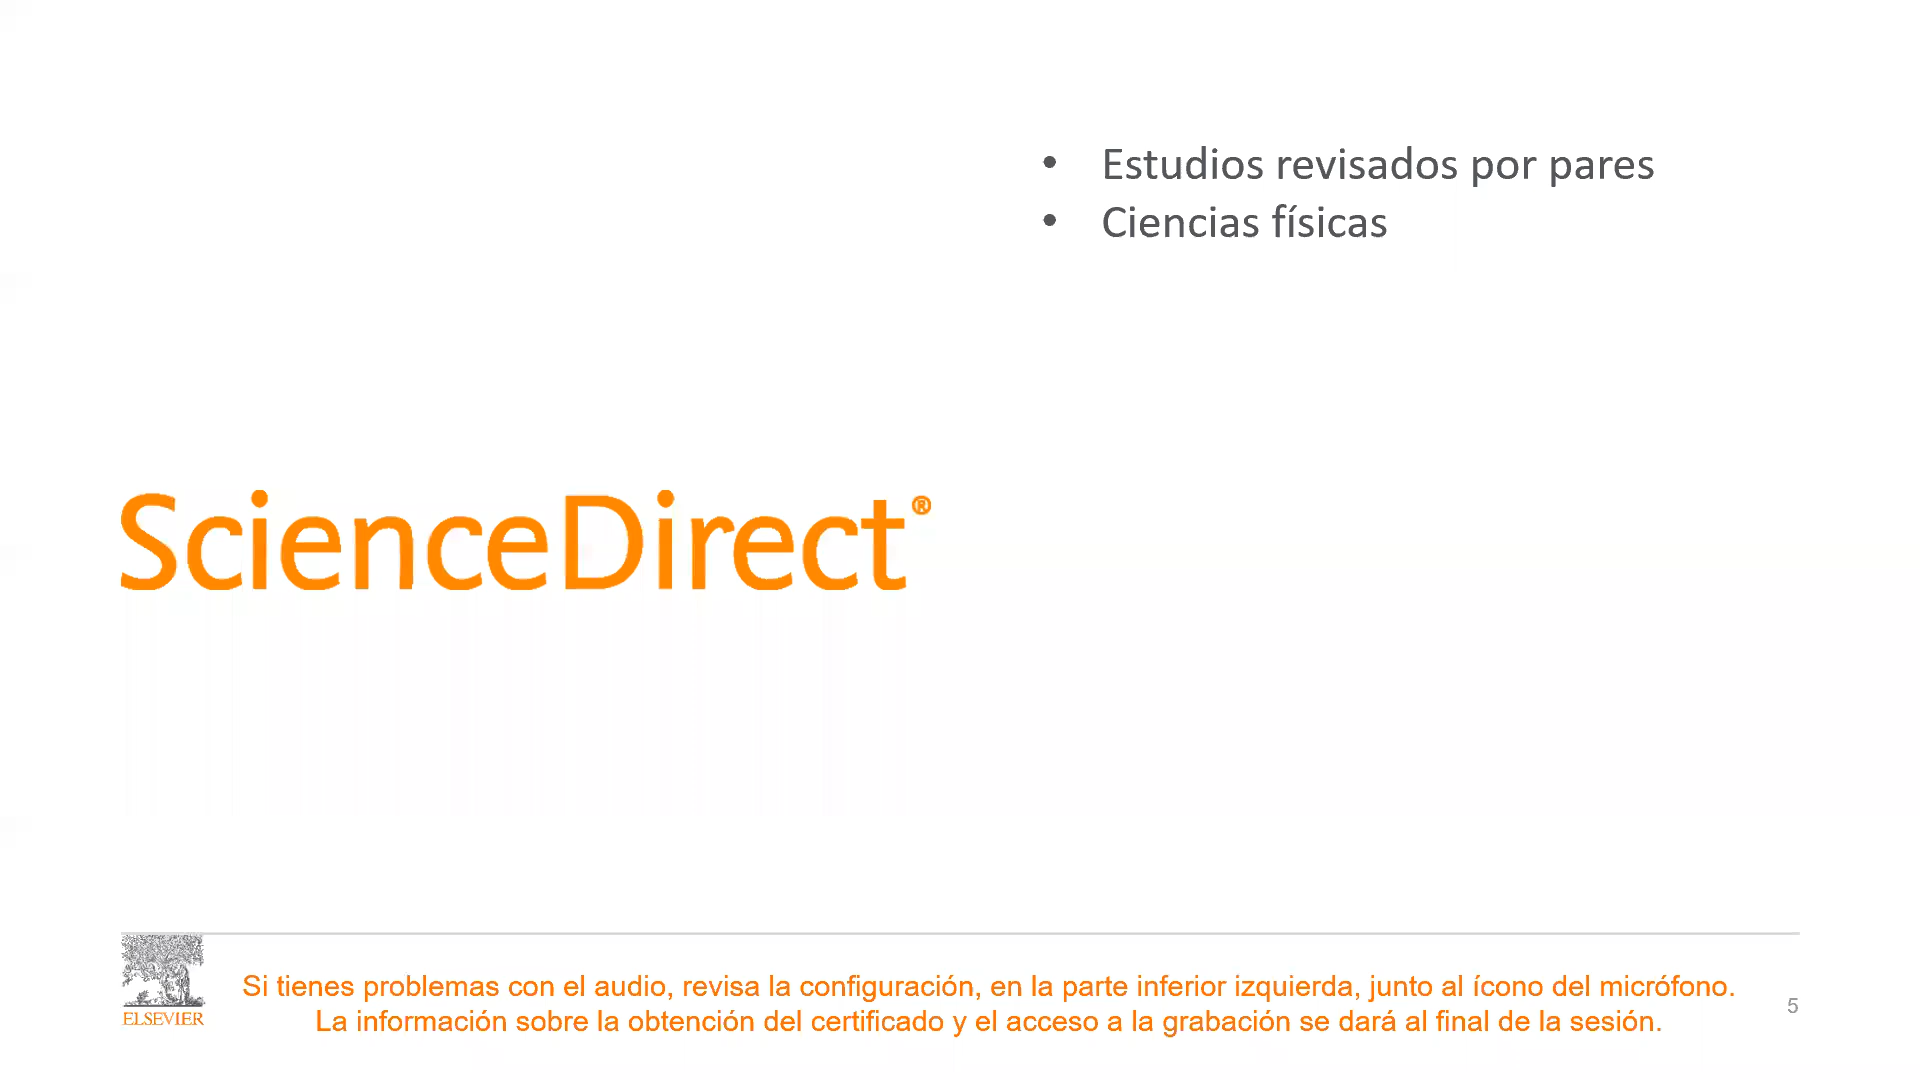 • Estudios revisados por pares
• Ciencias físicas
ScienceDirect®
ELSEVIER
Si tienes problemas con el audio, revisa la configuración, en la parte inferior izquierda, junto al ícono del micrófono.
La información sobre la obtención del certificado y el acceso a la grabación se dará al final de la sesión.
5